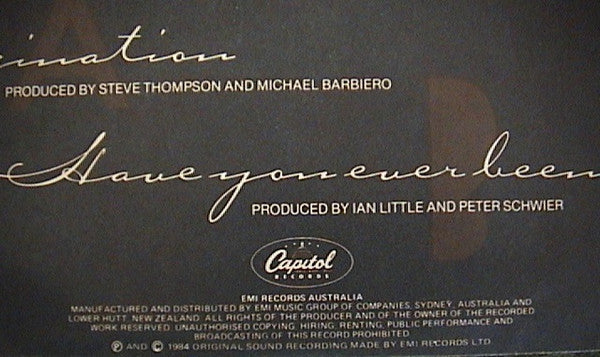 ination
PRODUCED BY STEVE THOMPSON AND MICHAEL BARBIERO
Have you ever been
PRODUCED BY IAN LITTLE AND PETER SCHWIER
Capitol
RECORDS
EMI RECORDS AUSTRALIA
MANUFACTURED AND DISTRIBUTED BY EMI MUSIC GROUP OF COMPANIES, SYDNEY, AUSTRALIA AND
LOWER HUTT, NEW ZEALAND. ALL RIGHTS OF THE PRODUCER AND OF THE OWNER OF THE RECORDED
WORK RESERVED. UNAUTHORISED COPYING, HIRING, RENTING, PUBLIC PERFORMANCE AND
BROADCASTING OF THIS RECORD PROHIBITED.
℗ AND © 1984 ORIGINAL SOUND RECORDING MADE BY EMI RECORDS LTD